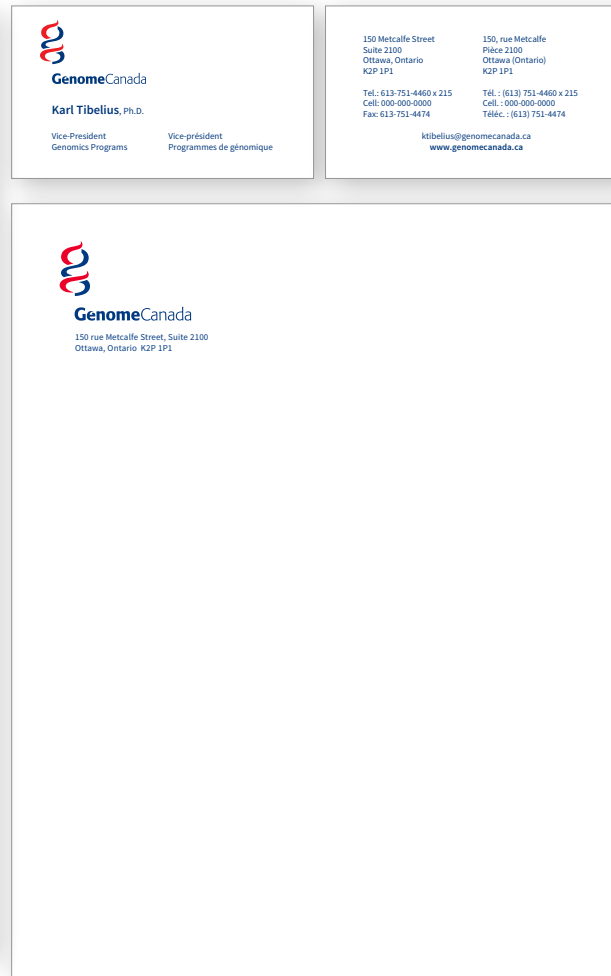 GenomeCanada
Karl Tibelius, Ph.D.
Vice-President
Genomics Programs
Vice-président
Programmes de génomique
150 Metcalfe Street
Suite 2100
Ottawa, Ontario
K2P 1P1
Tel.: 613-751-4460 x 215
Cell: 000-000-0000
Fax: 613-751-4474
150, rue Metcalfe
Pièce 2100
Ottawa (Ontario)
K2P 1P1
Tél. : (613) 751-4460 x 215
Cell. : 000-000-0000
Téléc. : (613) 751-4474
ktibelius@genomecanada.ca
www.genomecanada.ca
GenomeCanada
150 rue Metcalfe Street, Suite 2100
Ottawa, Ontario K2P 1P1